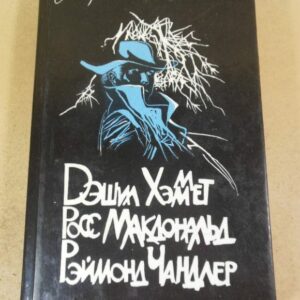 Дэшил Хэммет
Росс Макдональд
Рэймонд Чандлер